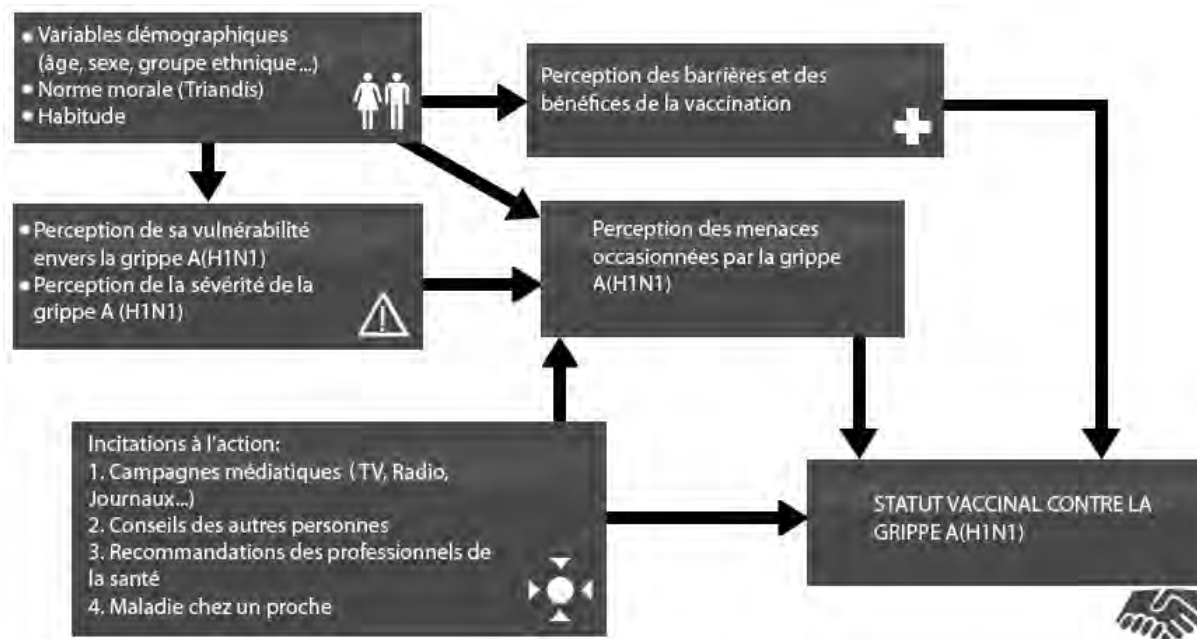 • Variables démographiques
(âge, sexe, groupe ethnique ...)
• Norme morale (Triandis)
• Habitude
Perception des barrières et des
bénéfices de la vaccination
• Perception de sa vulnérabilité
envers la grippe A(H1N1)
• Perception de la sévérité de la
grippe A (H1N1)
Perception des menaces
occasionnées par la grippe
A(H1N1)
Incitations à l'action:
1. Campagnes médiatiques ( TV, Radio,
Journaux...)
2. Conseils des autres personnes
3. Recommandations des professionnels de
la santé
4. Maladie chez un proche
STATUT VACCINAL CONTRE LA
GRIPPE A(H1N1)